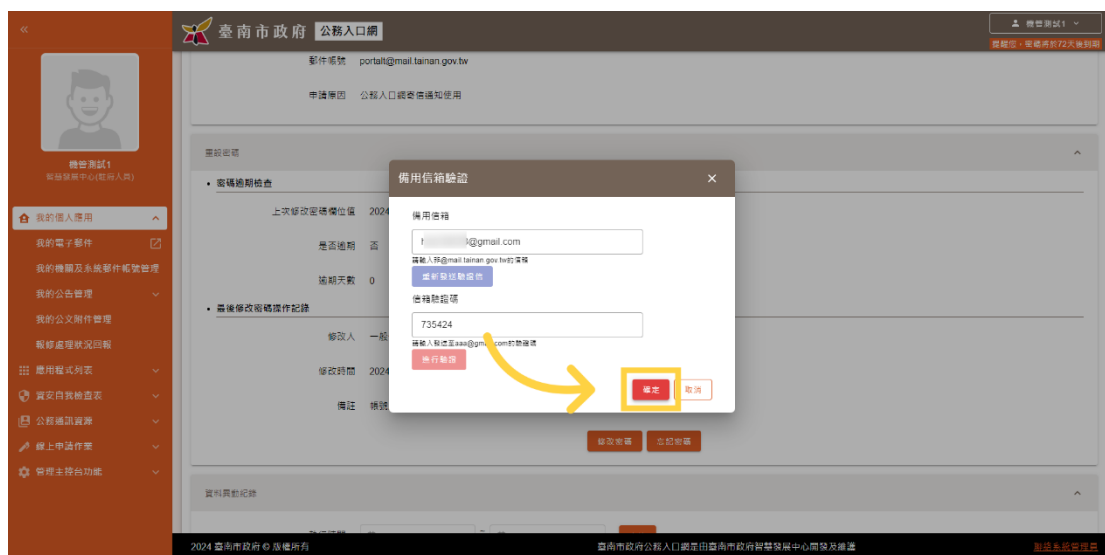 臺南市政府 公務入口網
機管測試1
提醒您，密碼將於72天後到期
機管測試1
智慧發展中心(駐府人員)
我的個人應用
我的電子郵件
我的機關及系統郵件帳號管理
我的公告管理
我的公文附件管理
報修處理狀況回報
應用程式列表
資安自我檢查表
公務通訊資源
線上申請作業
管理主控台功能
郵件帳號 portalt@mail.tainan.gov.tw
申請原因 公務入口網寄信通知使用
重設密碼
密碼逾期檢查
上次修改密碼欄位值 2024
是否逾期 否
逾期天數 0
最後修改密碼操作記錄
修改人 一般
修改時間 2024
備註 帳號
備用信箱驗證
備用信箱
@gmail.com
請輸入非@mail.tainan.gov.tw的信箱
重新發送驗證信
信箱驗證碼
735424
請輸入發送至aaa@gmail.com的驗證碼
進行驗證
確定 取消
修改密碼 忘記密碼
資料異動紀錄
2024 臺南市政府 © 版權所有
臺南市政府公務入口網是由臺南市政府智慧發展中心開發及維護
聯絡系統管理員